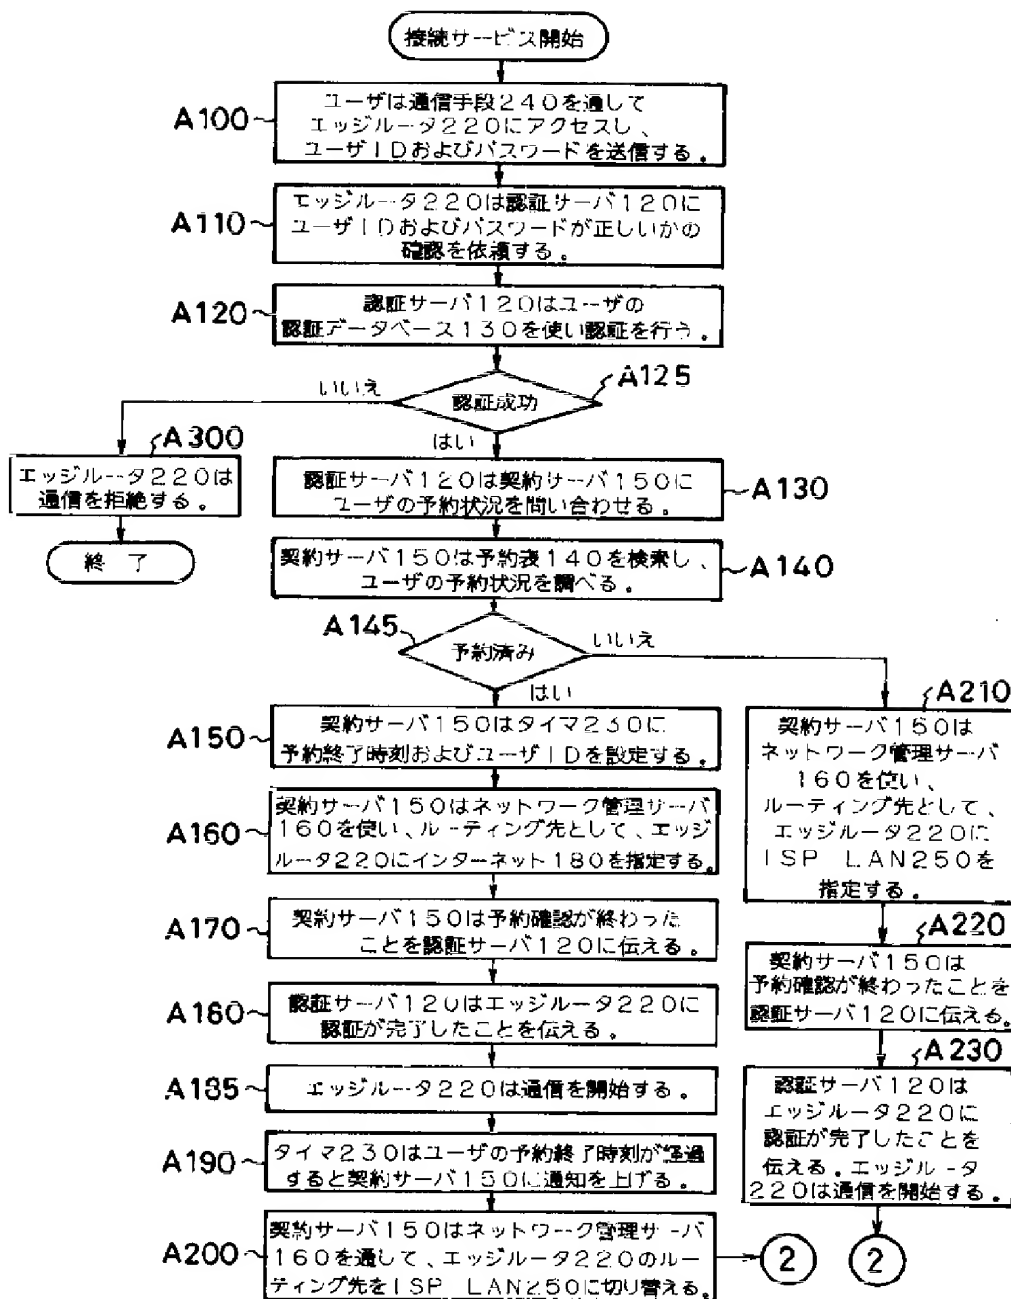 接続サービス開始
A100
ユーザは通信手段240を通して
エッジルータ220にアクセスし、
ユーザIDおよびパスワードを送信する。
A110
エッジルータ220は認証サーバ120に
ユーザIDおよびパスワードが正しいかの
確認を依頼する。
A120
認証サーバ120はユーザの
認証データベース130を使い認証を行う。
A125
認証成功
いいえ
はい
A300
エッジルータ220は
通信を拒絶する。
終了
認証サーバ120は契約サーバ150に
ユーザの予約状況を問い合わせる。
A130
契約サーバ150は予約表140を検索し、
ユーザの予約状況を調べる。
A140
A145
予約済み
いいえ
はい
A150
契約サーバ150はタイマ230に
予約終了時刻およびユーザIDを設定する。
A160
契約サーバ150はネットワーク管理サーバ
160を使い、ルーティング先として、エッジ
ルータ220にインターネット180を指定する。
A170
契約サーバ150は予約確認が終わった
ことを認証サーバ120に伝える。
A180
認証サーバ120はエッジルータ220に
認証が完了したことを伝える。
A185
エッジルータ220は通信を開始する。
A190
タイマ230はユーザの予約終了時刻が経過
すると契約サーバ150に通知を上げる。
A200
契約サーバ150はネットワーク管理サーバ
160を通して、エッジルータ220のルー
ティング先をISP LAN250に切り替える。
2
A210
契約サーバ150は
ネットワーク管理サーバ
160を使い、
ルーティング先として、
エッジルータ220に
ISP LAN250を
指定する。
A220
契約サーバ150は
予約確認が終わったことを
認証サーバ120に伝える。
A230
認証サーバ120は
エッジルータ220に
認証が完了したことを
伝える。エッジルータ
220は通信を開始する。
2